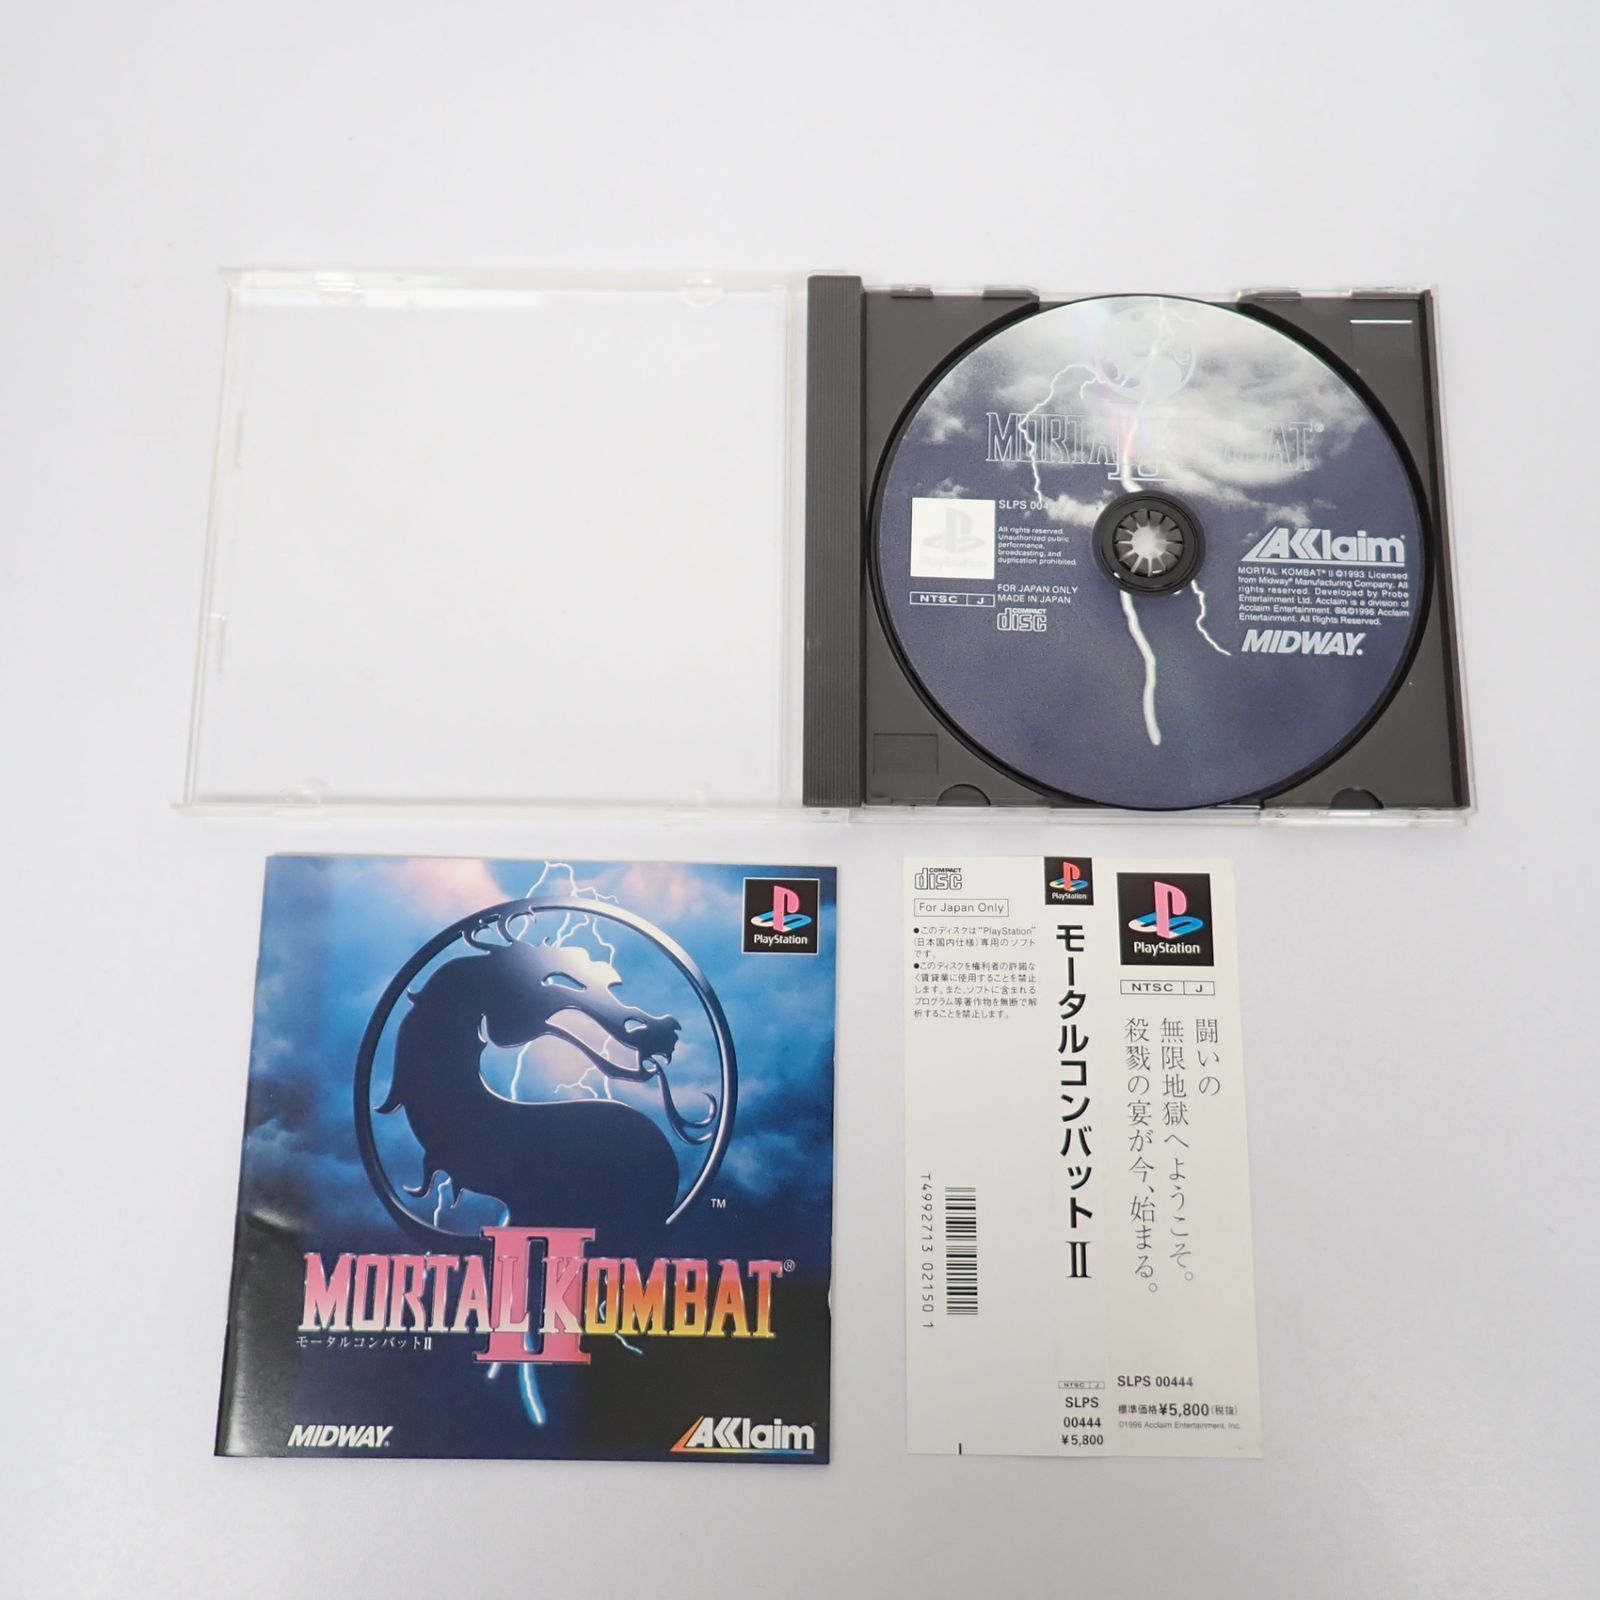 MORTAL KOMBAT®
II
SLPS 004
PlayStation
All rights reserved.
Unauthorized public
performance,
broadcasting, and
duplication prohibited.
FOR JAPAN ONLY
MADE IN JAPAN
NTSC J
COMPACT
disc
AKKlaim
MORTAL KOMBAT® II ©1993 Licensed
from Midway® Manufacturing Company. All
rights reserved. Developed by Probe
Entertainment Ltd. Acclaim is a division of
Acclaim Entertainment. ®&©1996 Acclaim
Entertainment. All Rights Reserved.
MIDWAY.
PlayStation
TM
II
MORTAL KOMBAT®
モータルコンバットII
MIDWAY.
AKKlaim
COMPACT
disc
For Japan Only
●このディスクは"PlayStation"
(日本国内仕様)専用のソフト
です。
●このディスクを権利者の許諾な
く賃貸業に使用することを禁止
します。また、ソフトに含まれる
プログラム等著作物を無断で解
析することを禁止します。
T4992713 02150 1
PlayStation
モータルコンバット II
NTSC J
SLPS
00444
¥5,800
PlayStation
NTSC J
闘いの
無限地獄へようこそ。
殺戮の宴が今、始まる。
SLPS 00444
標準価格¥5,800(税抜)
©1996 Acclaim Entertainment, Inc.